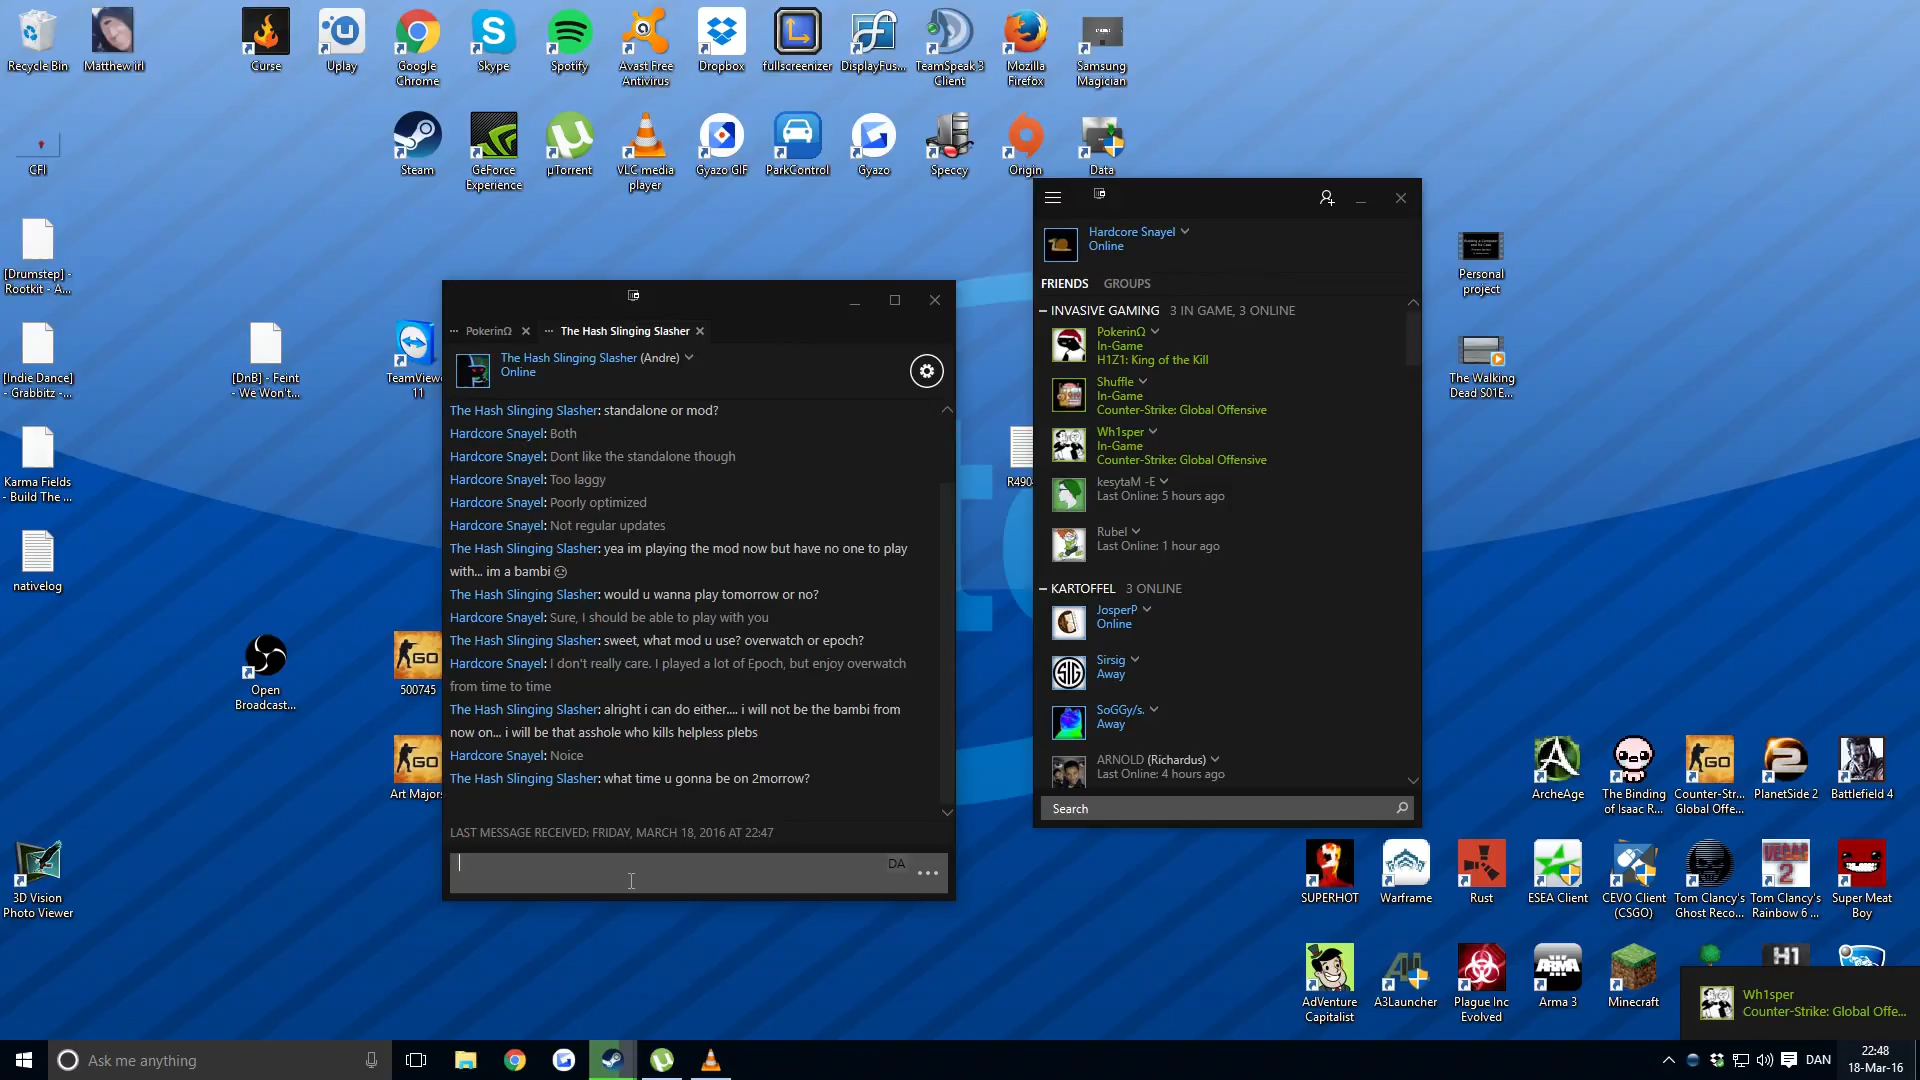 Recycle Bin
Matthew irl
Curse
Uplay
Google
Chrome
Skype
Spotify
Avast Free
Antivirus
Dropbox
fullscreenizer
DisplayFus...
TeamSpeak 3
Client
Mozilla
Firefox
Samsung
Magician
CFI
Steam
GeForce
Experience
µTorrent
VLC media
player
Gyazo GIF
ParkControl
Gyazo
Speccy
Origin
Data
[Drumstep] -
Rootkit - A...
[Indie Dance]
- Grabbitz -...
[DnB] - Feint
- We Won't...
TeamViewe
11
Karma Fields
- Build The ...
nativelog
Open
Broadcast...
500745
Art Majors
3D Vision
Photo Viewer
R490
PokerinΩ
The Hash Slinging Slasher
The Hash Slinging Slasher (Andre)
Online
The Hash Slinging Slasher: standalone or mod?
Hardcore Snayel: Both
Hardcore Snayel: Dont like the standalone though
Hardcore Snayel: Too laggy
Hardcore Snayel: Poorly optimized
Hardcore Snayel: Not regular updates
The Hash Slinging Slasher: yea im playing the mod now but have no one to play
with... im a bambi
The Hash Slinging Slasher: would u wanna play tomorrow or no?
Hardcore Snayel: Sure, I should be able to play with you
The Hash Slinging Slasher: sweet, what mod u use? overwatch or epoch?
Hardcore Snayel: I don't really care. I played a lot of Epoch, but enjoy overwatch
from time to time
The Hash Slinging Slasher: alright i can do either.... i will not be the bambi from
now on... i will be that asshole who kills helpless plebs
Hardcore Snayel: Noice
The Hash Slinging Slasher: what time u gonna be on 2morrow?
LAST MESSAGE RECEIVED: FRIDAY, MARCH 18, 2016 AT 22:47
DA
Hardcore Snayel
Online
FRIENDS
GROUPS
INVASIVE GAMING 3 IN GAME, 3 ONLINE
PokerinΩ
In-Game
H1Z1: King of the Kill
Shuffle
In-Game
Counter-Strike: Global Offensive
Wh1sper
In-Game
Counter-Strike: Global Offensive
kesytaM -E
Last Online: 5 hours ago
Rubel
Last Online: 1 hour ago
KARTOFFEL 3 ONLINE
JosperP
Online
Sirsig
Away
SoGGy/s.
Away
ARNOLD (Richardus)
Last Online: 4 hours ago
Search
Personal
project
The Walking
Dead S01E...
ArcheAge
The Binding
of Isaac R...
Counter-Str...
Global Offe...
PlanetSide 2
Battlefield 4
SUPERHOT
Warframe
Rust
ESEA Client
CEVO Client
(CSGO)
Tom Clancy's
Ghost Reco...
Tom Clancy's
Rainbow 6 ...
Super Meat
Boy
AdVenture
Capitalist
A3Launcher
Plague Inc
Evolved
Arma 3
Minecraft
H1
Wh1sper
Counter-Strike: Global Offe...
Ask me anything
DAN
22:48
18-Mar-16